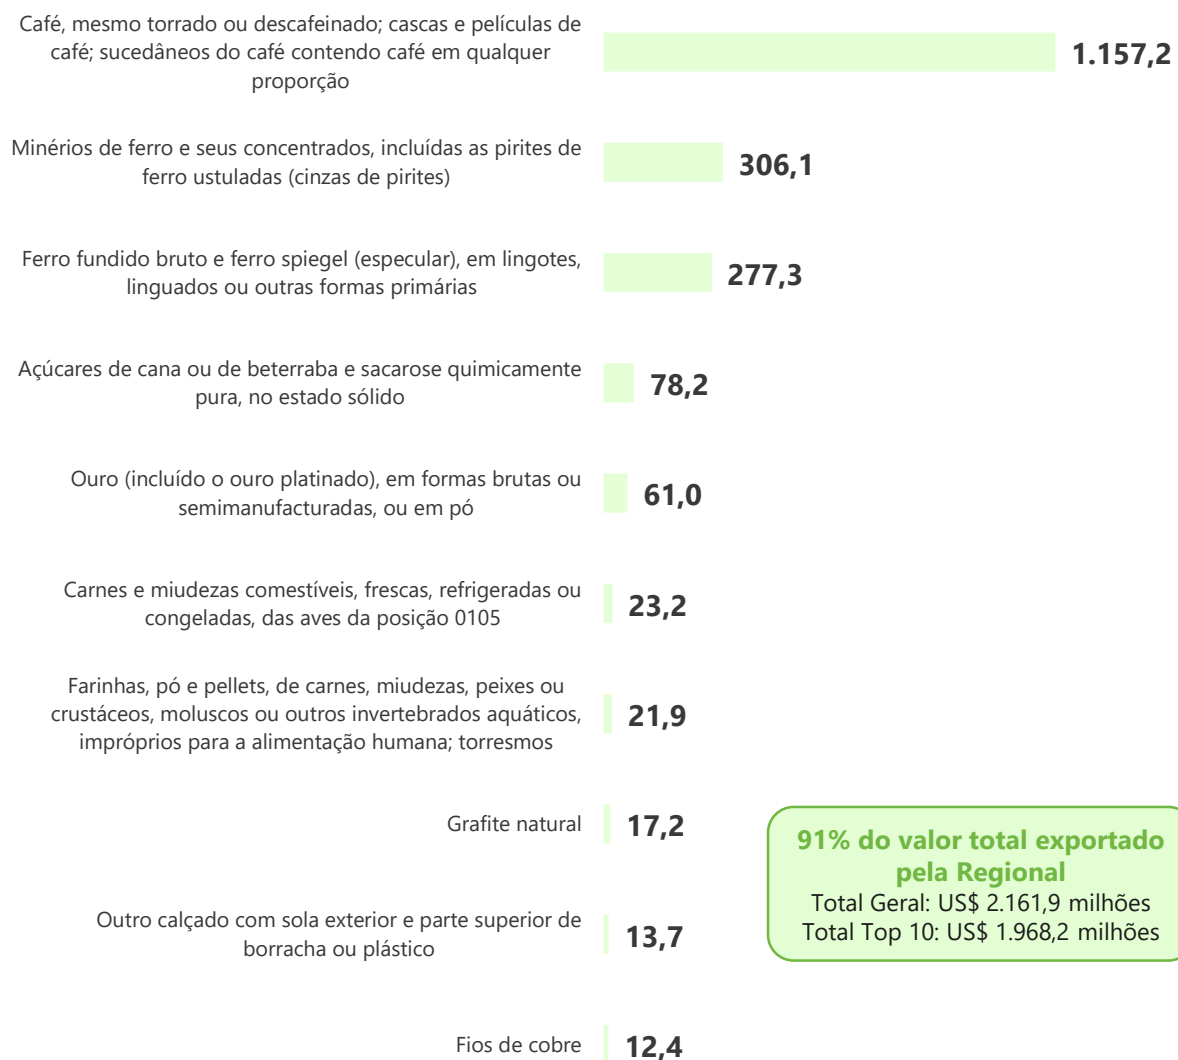 Café, mesmo torrado ou descafeinado; cascas e películas de
café; sucedâneos do café contendo café em qualquer
proporção
1.157,2
Minérios de ferro e seus concentrados, incluídas as pirites de
ferro ustuladas (cinzas de pirites)
306,1
Ferro fundido bruto e ferro spiegel (especular), em lingotes,
linguados ou outras formas primárias
277,3
Açúcares de cana ou de beterraba e sacarose quimicamente
pura, no estado sólido
78,2
Ouro (incluído o ouro platinado), em formas brutas ou
semimanufacturadas, ou em pó
61,0
Carnes e miudezas comestíveis, frescas, refrigeradas ou
congeladas, das aves da posição 0105
23,2
Farinhas, pó e pellets, de carnes, miudezas, peixes ou
crustáceos, moluscos ou outros invertebrados aquáticos,
impróprios para a alimentação humana; torresmos
21,9
Grafite natural
17,2
Outro calçado com sola exterior e parte superior de
borracha ou plástico
13,7
Fios de cobre
12,4
91% do valor total exportado
pela Regional
Total Geral: US$ 2.161,9 milhões
Total Top 10: US$ 1.968,2 milhões